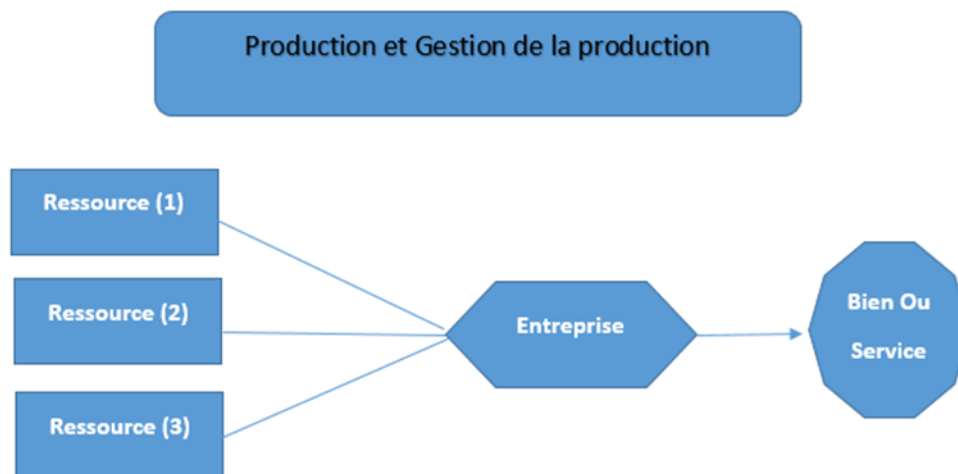 Production et Gestion de la production
Ressource (1)
Ressource (2)
Entreprise
Bien Ou
Service
Ressource (3)